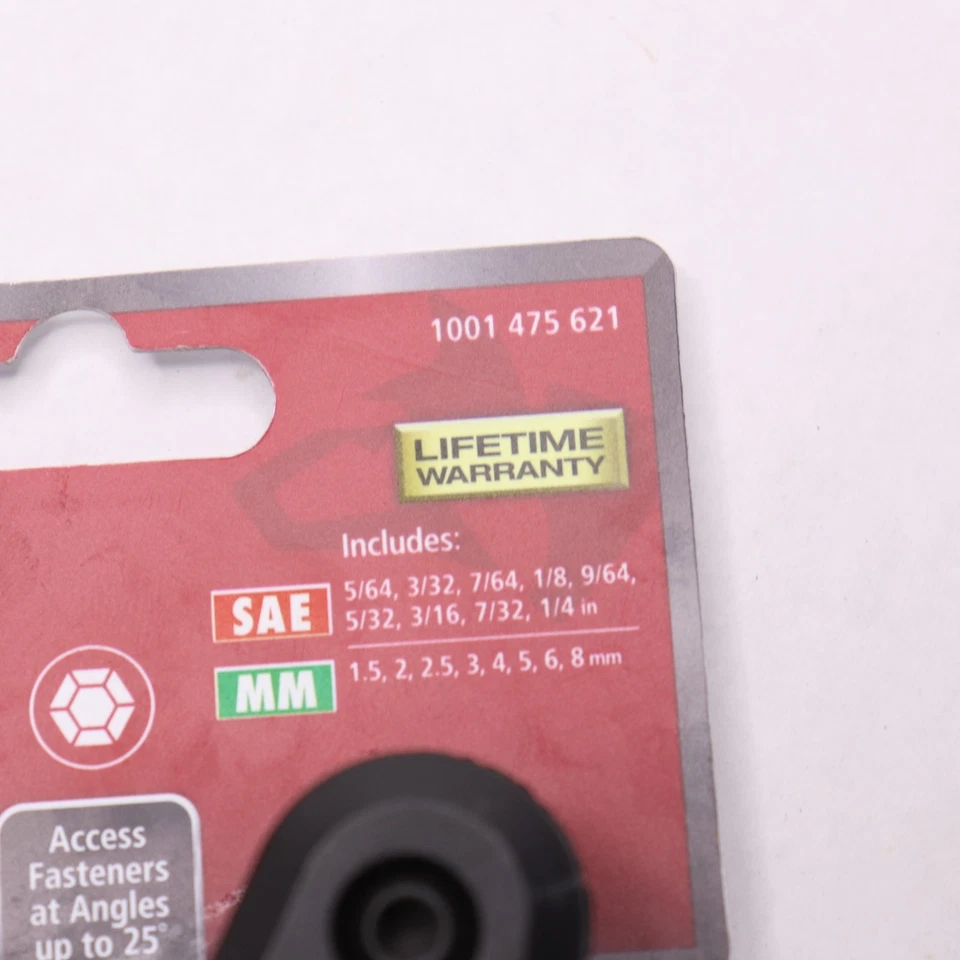 1001 475 621
LIFETIME
WARRANTY
Includes:
SAE 5/64, 3/32, 7/64, 1/8, 9/64,
5/32, 3/16, 7/32, 1/4 in
MM 1.5, 2, 2.5, 3, 4, 5, 6, 8 mm
Access
Fasteners
at Angles
up to 25°